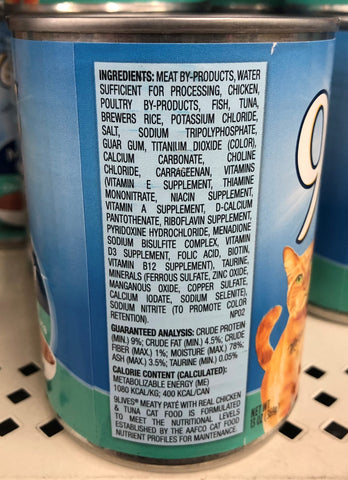 INGREDIENTS: MEAT BY-PRODUCTS, WATER
SUFFICIENT FOR PROCESSING, CHICKEN,
POULTRY BY-PRODUCTS, FISH, TUNA,
BREWERS RICE, POTASSIUM CHLORIDE,
SALT, SODIUM TRIPOLYPHOSPHATE,
GUAR GUM, TITANIUM DIOXIDE (COLOR),
CALCIUM CARBONATE, CHOLINE
CHLORIDE, CARRAGEENAN, VITAMINS
(VITAMIN E SUPPLEMENT, THIAMINE
MONONITRATE, NIACIN SUPPLEMENT,
VITAMIN A SUPPLEMENT, D-CALCIUM
PANTOTHENATE, RIBOFLAVIN SUPPLEMENT,
PYRIDOXINE HYDROCHLORIDE, MENADIONE
SODIUM BISULFITE COMPLEX, VITAMIN
D3 SUPPLEMENT, FOLIC ACID, BIOTIN,
VITAMIN B12 SUPPLEMENT), TAURINE,
MINERALS (FERROUS SULFATE, ZINC OXIDE,
MANGANOUS OXIDE, COPPER SULFATE,
CALCIUM IODATE, SODIUM SELENITE),
SODIUM NITRITE (TO PROMOTE COLOR
RETENTION). NP02
GUARANTEED ANALYSIS: CRUDE PROTEIN
(MIN.) 9%; CRUDE FAT (MIN.) 4.5%; CRUDE
FIBER (MAX.) 1%; MOISTURE (MAX.) 78%,
ASH (MAX.) 3.5%; TAURINE (MIN.) 0.05%
CALORIE CONTENT (CALCULATED):
METABOLIZABLE ENERGY (ME)
1080 KCAL/KG; 400 KCAL/CAN
9LIVES® MEATY PATÉ WITH REAL CHICKEN
& TUNA CAT FOOD IS FORMULATED
TO MEET THE NUTRITIONAL LEVELS
ESTABLISHED BY THE AAFCO CAT FOOD
NUTRIENT PROFILES FOR MAINTENANCE
9
NET WT
13 OZ